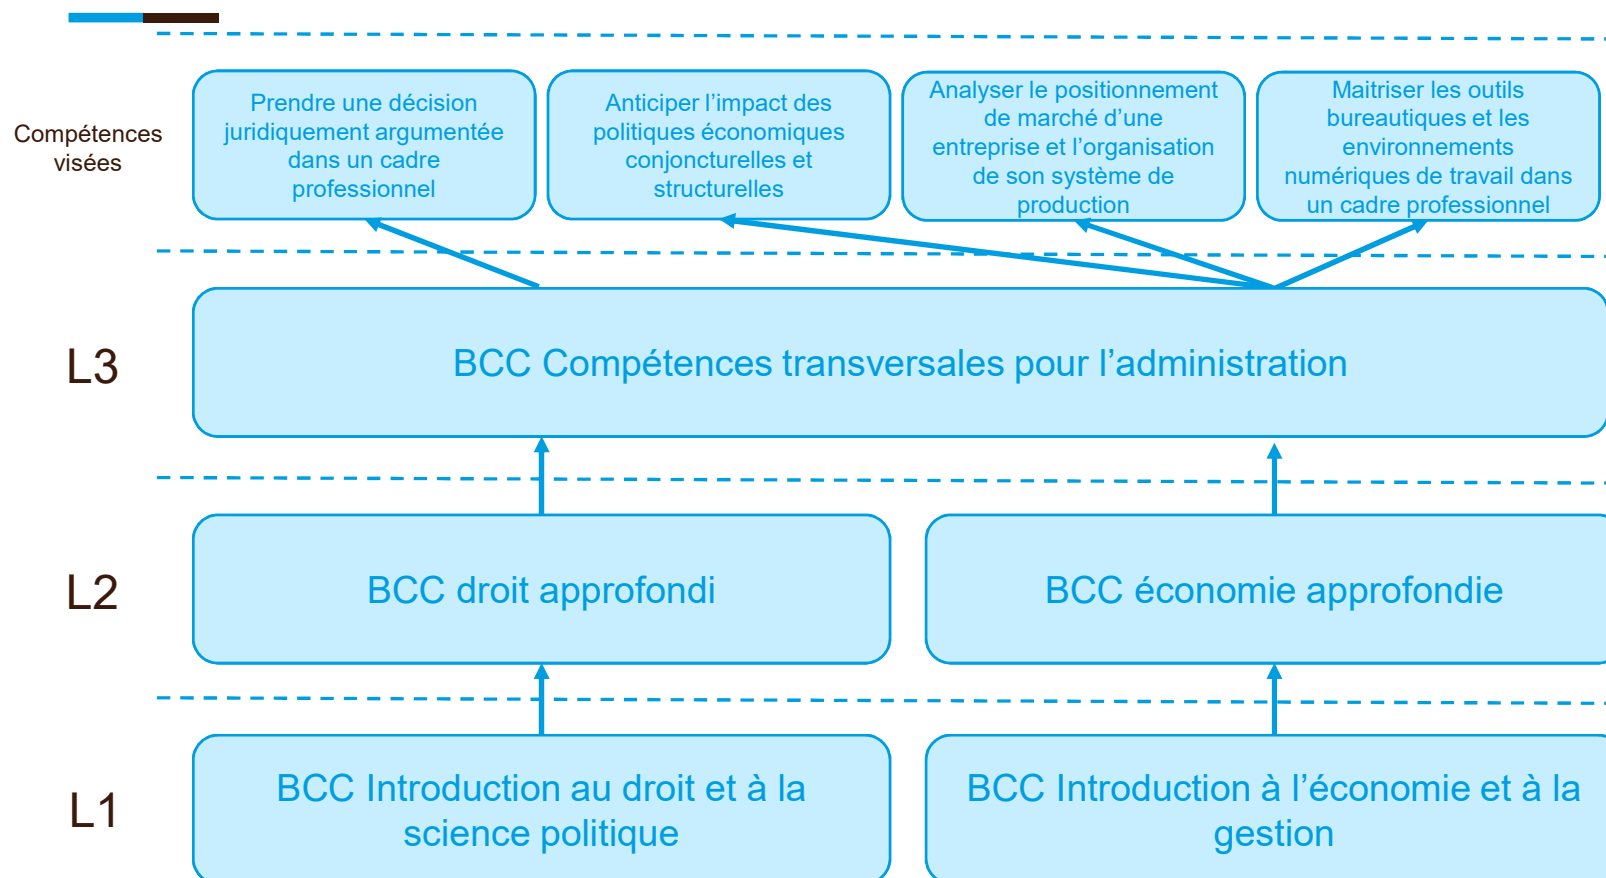 Compétences
visées
Prendre une décision
juridiquement argumentée
dans un cadre
professionnel
Anticiper l’impact des
politiques économiques
conjoncturelles et
structurelles
Analyser le positionnement
de marché d’une
entreprise et l’organisation
de son système de
production
Maitriser les outils
bureautiques et les
environnements
numériques de travail dans
un cadre professionnel
L3
BCC Compétences transversales pour l’administration
L2
BCC droit approfondi
BCC économie approfondie
L1
BCC Introduction au droit et à la
science politique
BCC Introduction à l’économie et à la
gestion